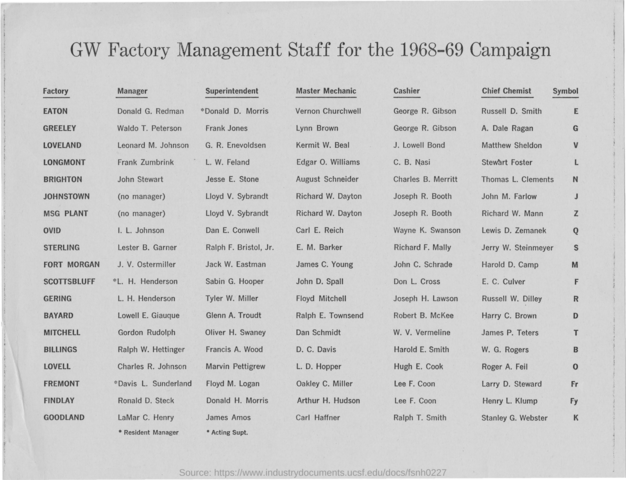 GW Factory Management Staff for the 1968-69 Campaign
Factory Manager Superintendent Master Mechanic Cashier Chief Chemist Symbol
EATON Donald G. Redman *Donald D. Morris Vernon Churchwell George R. Gibson Russell D. Smith E
GREELEY Waldo T. Peterson Frank Jones Lynn Brown George R. Gibson A. Dale Ragan G
LOVELAND Leonard M. Johnson G. R. Enevoldsen Kermit W. Beal J. Lowell Bond Matthew Sheldon V
LONGMONT Frank Zumbrink L. W. Feland Edgar O. Williams C. B. Nasi Stewart Foster L
BRIGHTON John Stewart Jesse E. Stone August Schneider Charles B. Merritt Thomas L. Clements N
JOHNSTOWN (no manager) Lloyd V. Sybrandt Richard W. Dayton Joseph R. Booth John M. Farlow J
MSG PLANT (no manager) Lloyd V. Sybrandt Richard W. Dayton Joseph R. Booth Richard W. Mann Z
OVID I. L. Johnson Dan E. Conwell Carl E. Reich Wayne K. Swanson Lewis D. Zemanek Q
STERLING Lester B. Garner Ralph F. Bristol, Jr. E. M. Barker Richard F. Mally Jerry W. Steinmeyer S
FORT MORGAN J. V. Ostermiller Jack W. Eastman James C. Young John C. Schrade Harold D. Camp M
SCOTTSBLUFF *L. H. Henderson Sabin G. Hooper John D. Spall Don L. Cross E. C. Culver F
GERING L. H. Henderson Tyler W. Miller Floyd Mitchell Joseph H. Lawson Russell W. Dilley R
BAYARD Lowell E. Giauque Glenn A. Troudt Ralph E. Townsend Robert B. McKee Harry C. Brown D
MITCHELL Gordon Rudolph Oliver H. Swaney Dan Schmidt W. V. Vermeline James P. Teters T
BILLINGS Ralph W. Hettinger Francis A. Wood D. C. Davis Harold E. Smith W. G. Rogers B
LOVELL Charles R. Johnson Marvin Pettigrew L. D. Hopper Hugh E. Cook Roger A. Feil O
FREMONT *Davis L. Sunderland Floyd M. Logan Oakley C. Miller Lee F. Coon Larry D. Steward Fr
FINDLAY Ronald D. Steck Donald H. Morris Arthur H. Hudson Lee F. Coon Henry L. Klump Fy
GOODLAND LaMar C. Henry James Amos Carl Haffner Ralph T. Smith Stanley G. Webster K
* Resident Manager * Acting Supt.
Source: https://www.industrydocuments.ucsf.edu/docs/fsnh0227